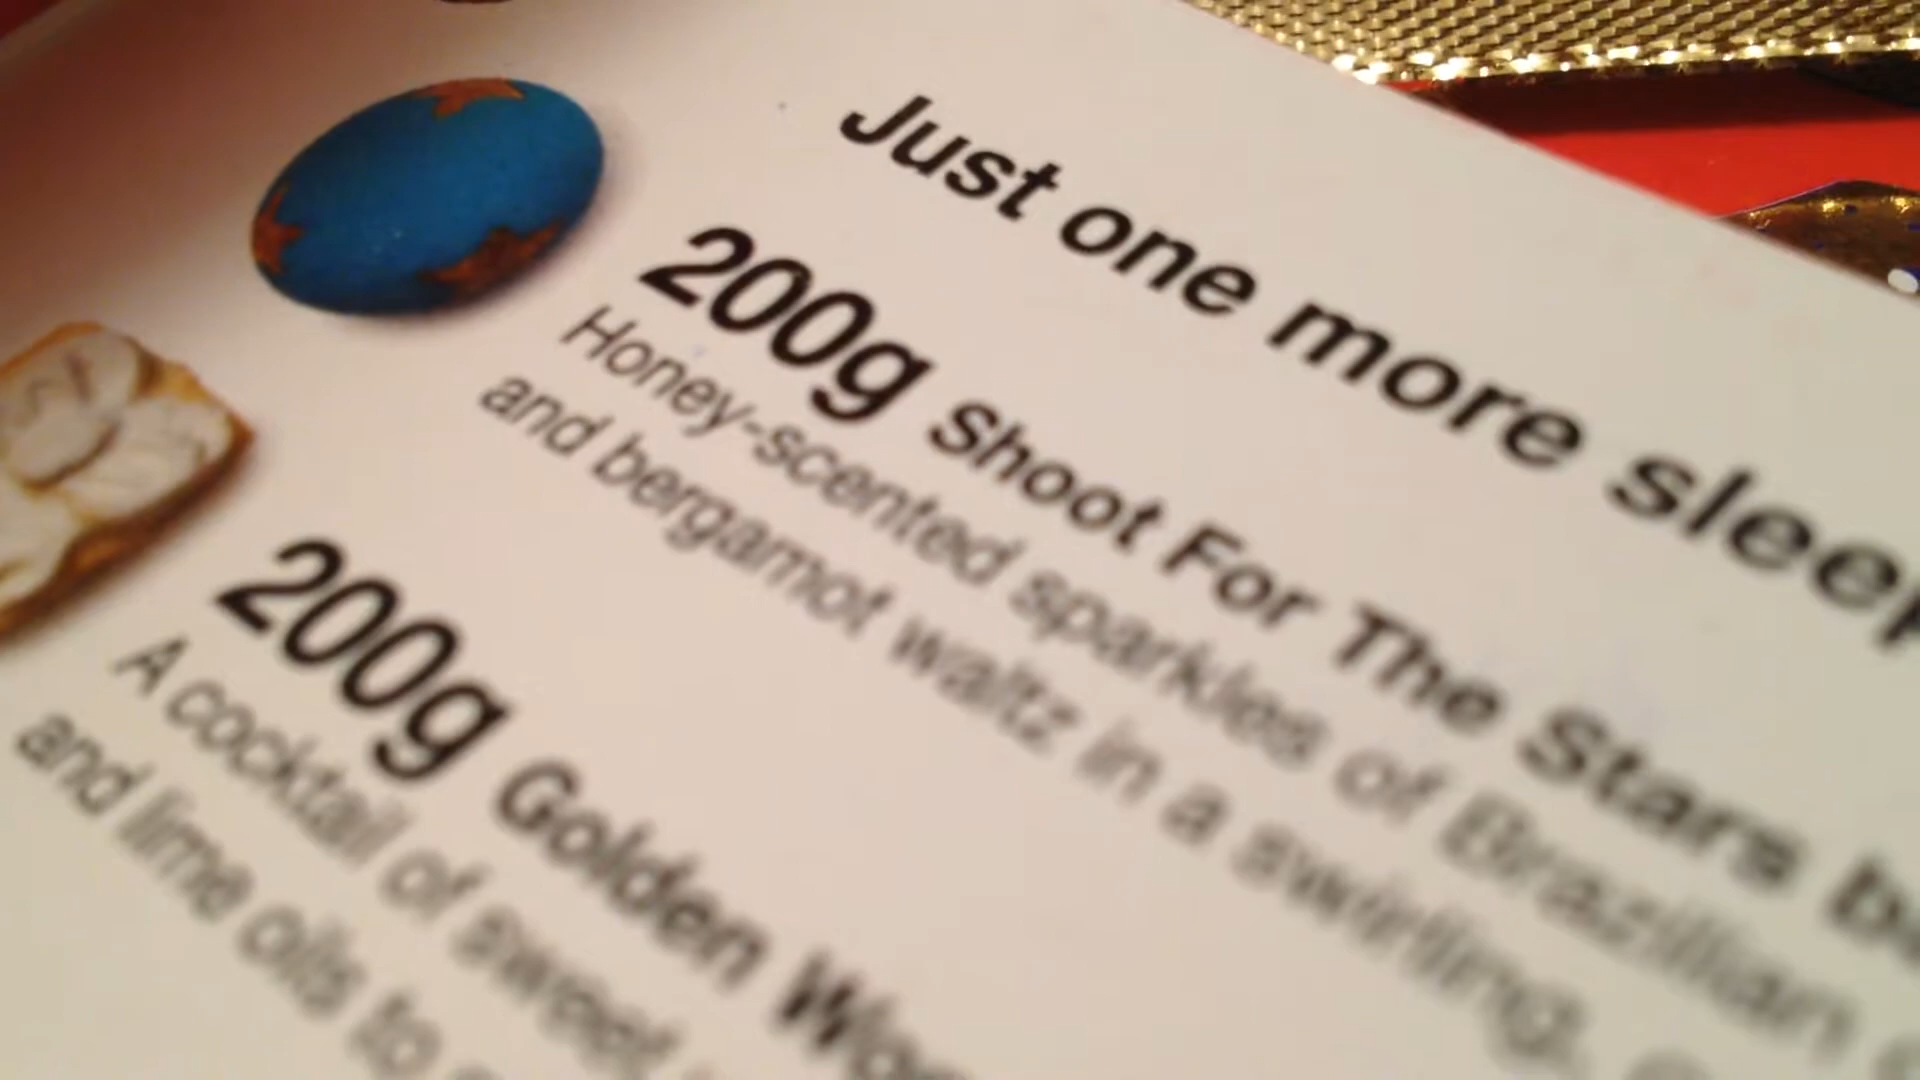 Just one more sleep
200g Shoot For The Stars
Honey-scented sparkles of Brazilian
and bergamot waltz in a swirling,
200g Golden
A cocktail of sweet
and lime oils to